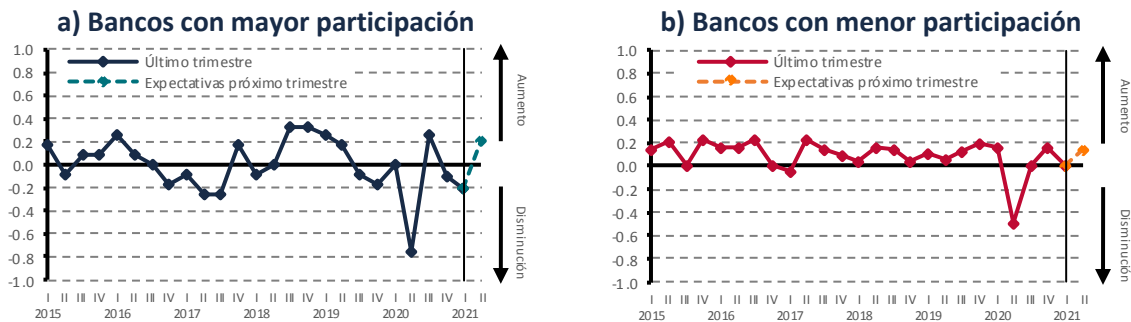 a) Bancos con mayor participación
1.0
0.8
0.6
0.4
0.2
0.0
-0.2
-0.4
-0.6
-0.8
-1.0
Último trimestre
Expectativas próximo trimestre
Aumento
Disminución
I II III IV I II III IV I II III IV I II III IV I II III IV I II III IV I II
2015 2016 2017 2018 2019 2020 2021
b) Bancos con menor participación
1.0
0.8
0.6
0.4
0.2
0.0
-0.2
-0.4
-0.6
-0.8
-1.0
Último trimestre
Expectativas próximo trimestre
Aumento
Disminución
I II III IV I II III IV I II III IV I II III IV I II III IV I II III IV I II
2015 2016 2017 2018 2019 2020 2021